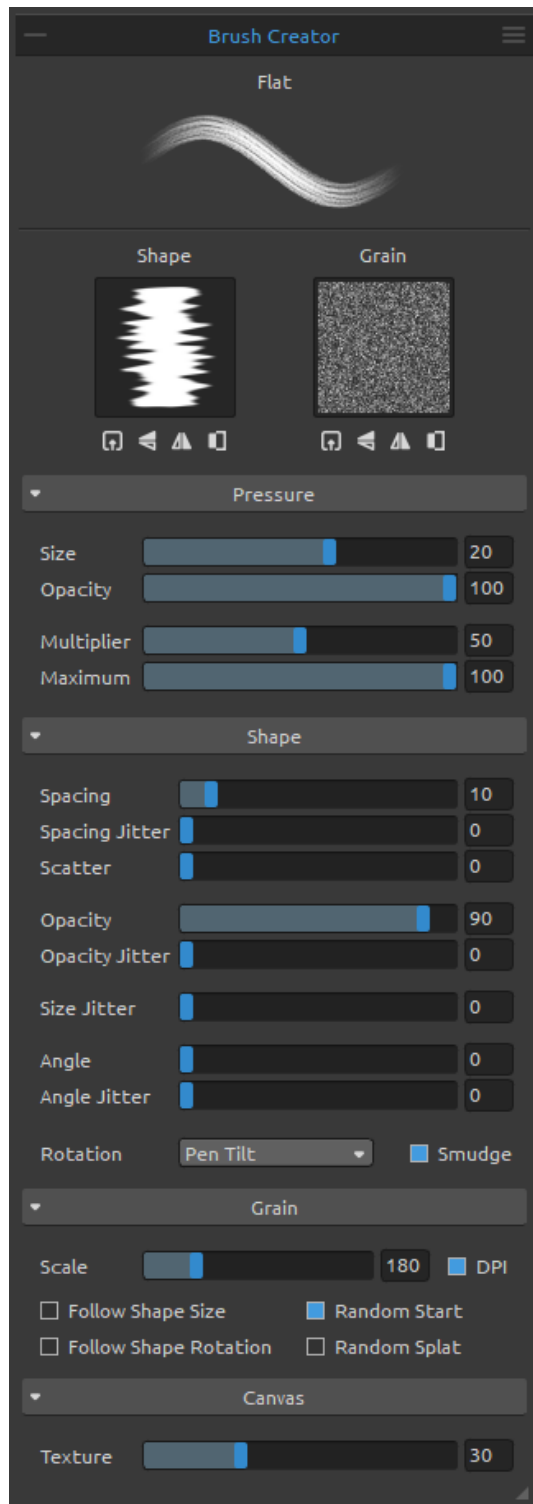 Brush Creator
Flat
Shape Grain
Pressure
Size 20
Opacity 100
Multiplier 50
Maximum 100
Shape
Spacing 10
Spacing Jitter 0
Scatter 0
Opacity 90
Opacity Jitter 0
Size Jitter 0
Angle 0
Angle Jitter 0
Rotation Pen Tilt Smudge
Grain
Scale 180 DPI
Follow Shape Size Random Start
Follow Shape Rotation Random Splat
Canvas
Texture 30